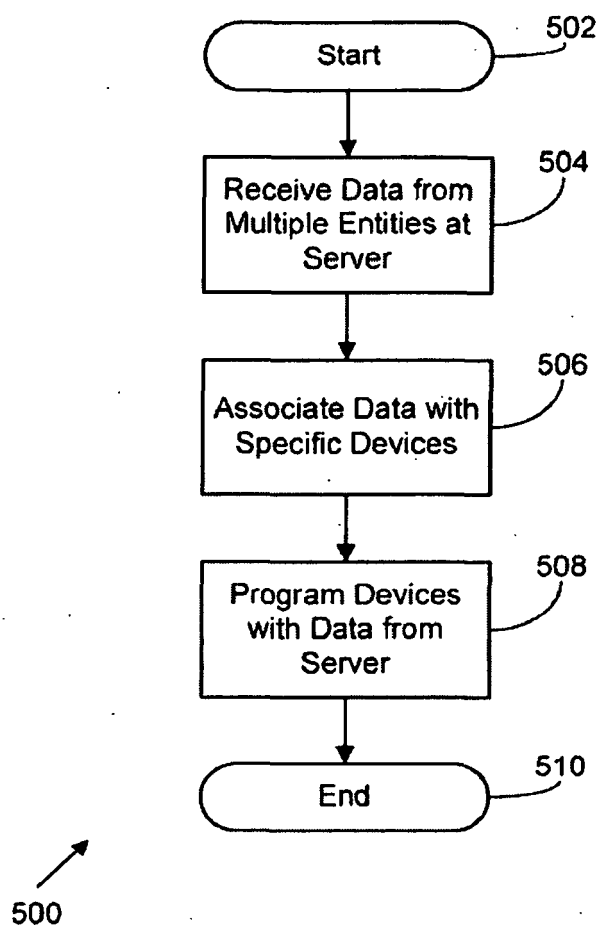 502
Start
504
Receive Data from
Multiple Entities at
Server
506
Associate Data with
Specific Devices
508
Program Devices
with Data from
Server
510
End
500